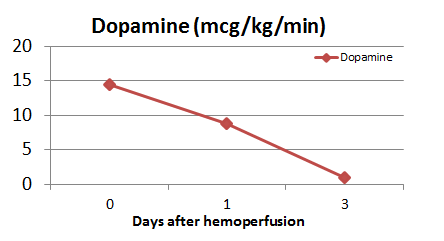 Dopamine (mcg/kg/min)
20
Dopamine
15
10
5
0
0 1 3
Days after hemoperfusion